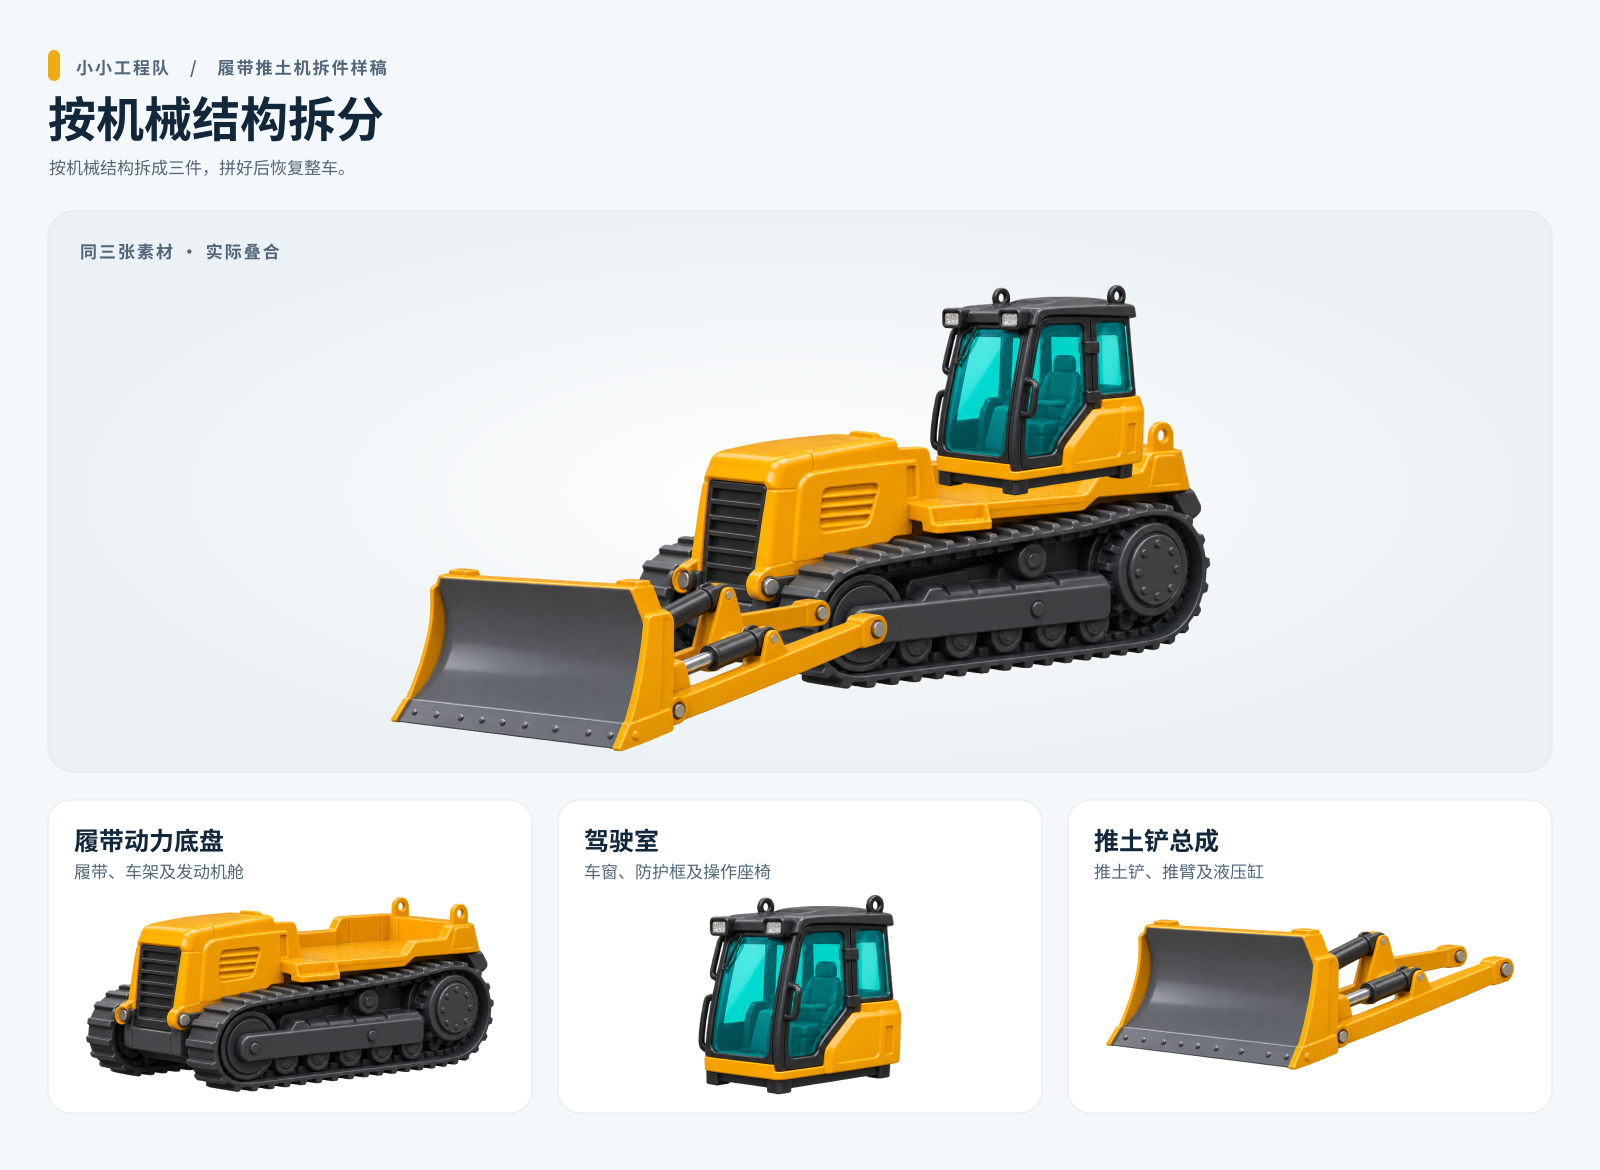 小小工程队 / 履带推土机拆件样稿
按机械结构拆分
按机械结构拆成三件，拼好后恢复整车。
同三张素材 · 实际叠合
履带动力底盘
履带、车架及发动机舱
驾驶室
车窗、防护框及操作座椅
推土铲总成
推土铲、推臂及液压缸